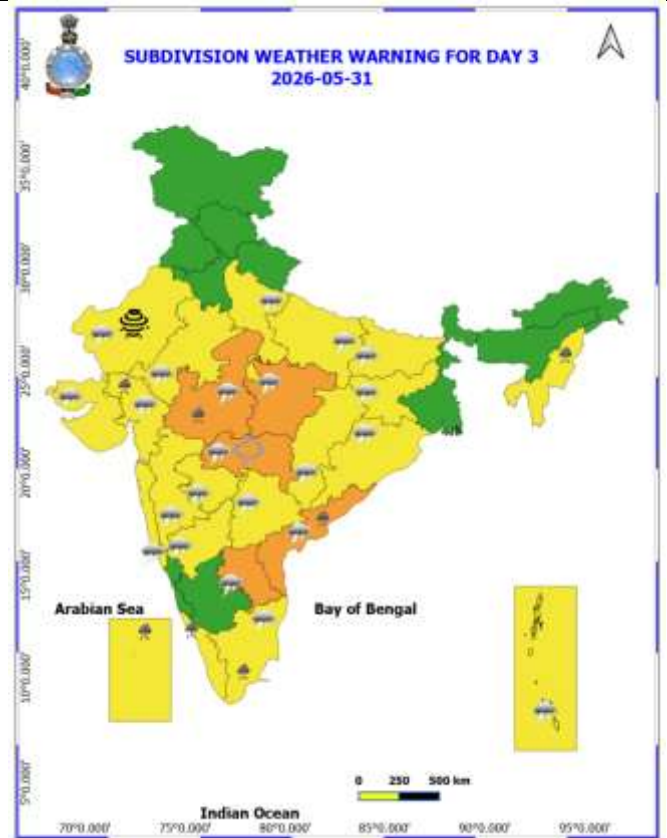 SUBDIVISION WEATHER WARNING FOR DAY 3
2026-05-31
40°0.000'
35°0.000'
30°0.000'
25°0.000'
20°0.000'
15°0.000'
10°0.000'
5°0.000'
Arabian Sea
Bay of Bengal
0 250 500 km
Indian Ocean
70°0.000' 75°0.000' 80°0.000' 85°0.000' 90°0.000' 95°0.000'